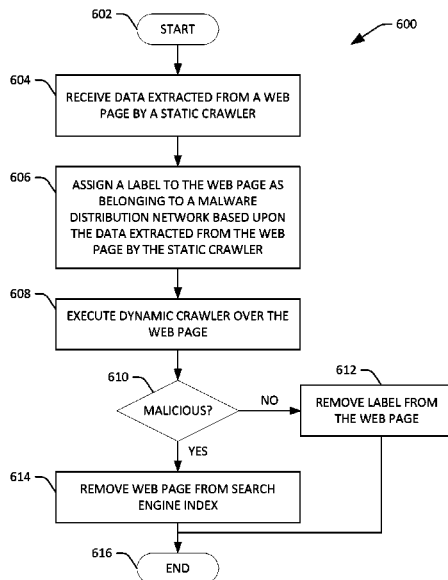 602
START
600
604
RECEIVE DATA EXTRACTED FROM A WEB
PAGE BY A STATIC CRAWLER
606
ASSIGN A LABEL TO THE WEB PAGE AS
BELONGING TO A MALWARE
DISTRIBUTION NETWORK BASED UPON
THE DATA EXTRACTED FROM THE WEB
PAGE BY THE STATIC CRAWLER
608
EXECUTE DYNAMIC CRAWLER OVER THE
WEB PAGE
610
MALICIOUS?
NO
612
REMOVE LABEL FROM
THE WEB PAGE
YES
614
REMOVE WEB PAGE FROM SEARCH
ENGINE INDEX
616
END